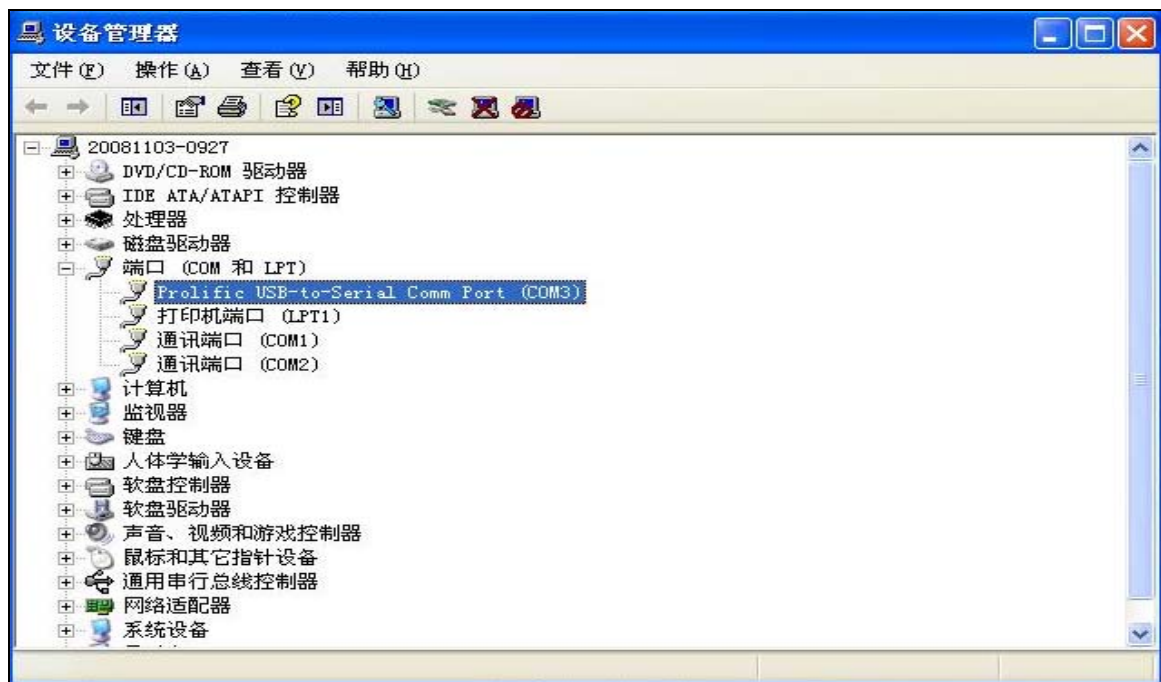 设备管理器
文件(F) 操作(A) 查看(V) 帮助(H)
20081103-0927
DVD/CD-ROM 驱动器
IDE ATA/ATAPI 控制器
处理器
磁盘驱动器
端口 (COM 和 LPT)
Prolific USB-to-Serial Comm Port (COM3)
打印机端口 (LPT1)
通讯端口 (COM1)
通讯端口 (COM2)
计算机
监视器
键盘
人体学输入设备
软盘控制器
软盘驱动器
声音、视频和游戏控制器
鼠标和其它指针设备
通用串行总线控制器
网络适配器
系统设备